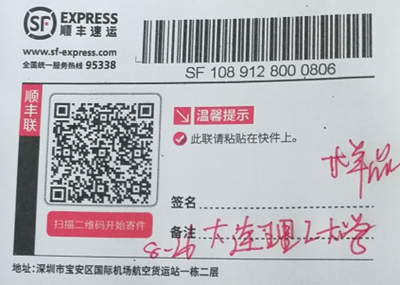 SF EXPRESS
顺丰速运
www.sf-express.com
全国统一服务热线 95338
SF 108 912 800 0806
顺丰联
温馨提示
此联请粘贴在快件上。
样品
签名
扫描二维码开始寄件
备注 大连理工大学
8-20
地址:深圳市宝安区国际机场航空货运站一栋二层